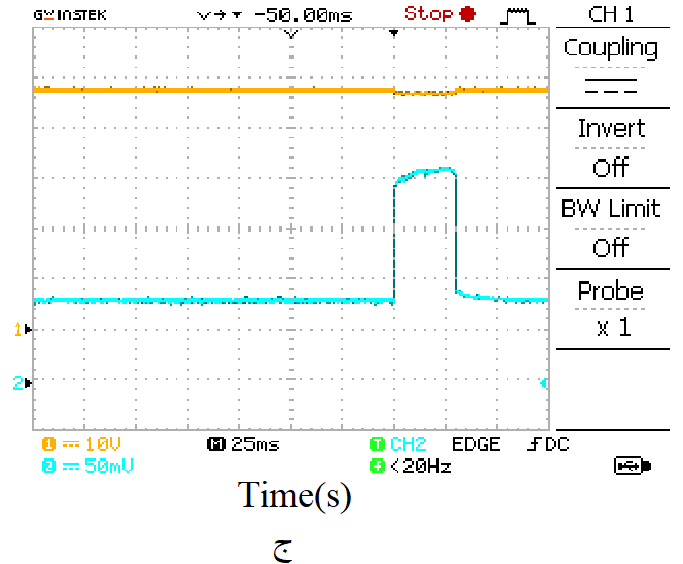 GW INSTEK -50.00ms Stop CH 1
Coupling
Invert
Off
BW Limit
Off
Probe
x 1
1
2
1 10V M 25ms T CH2 EDGE DC
2 50mV <20Hz
Time(s)
ج